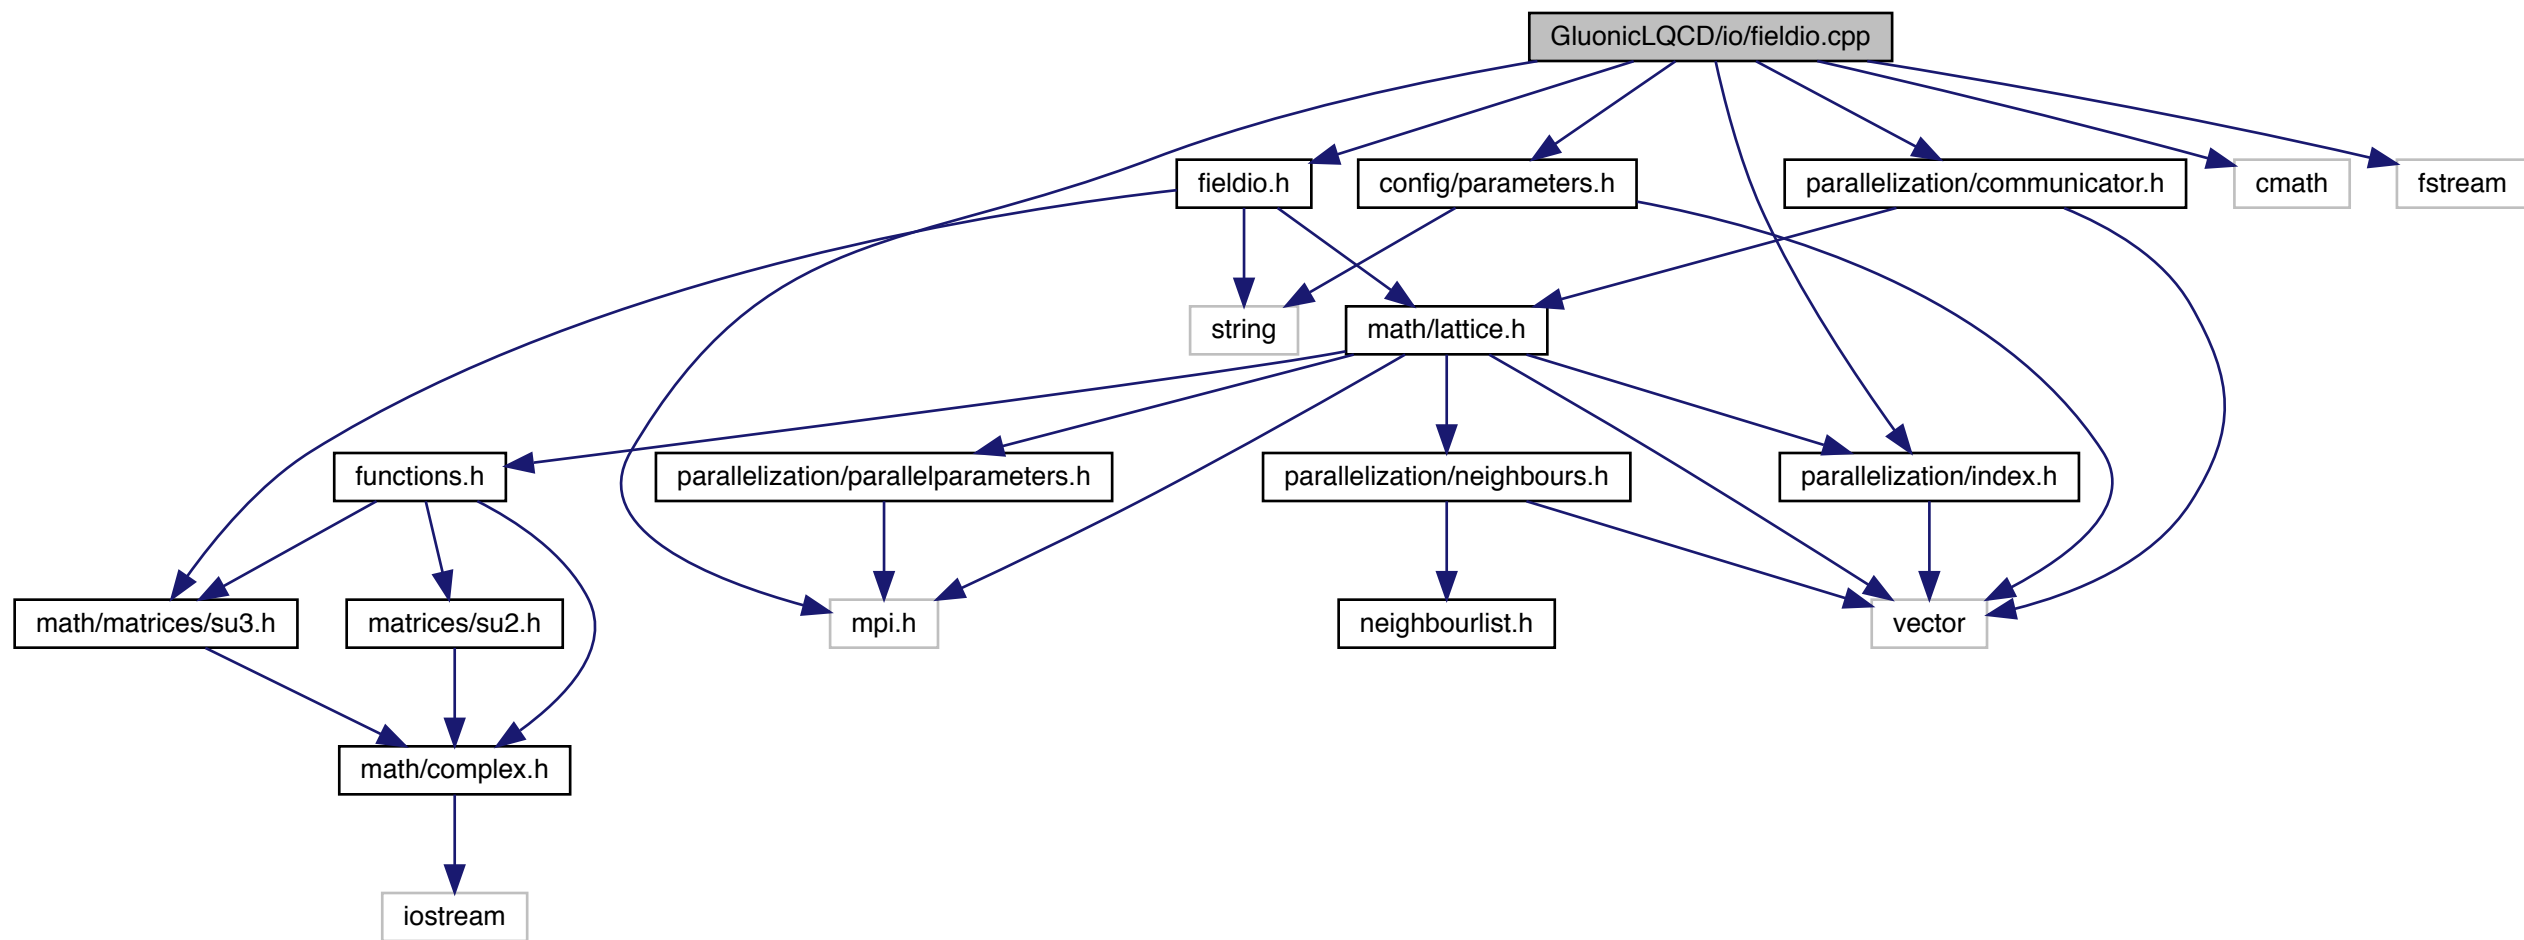 GluonicLQCD/io/fieldio.cpp
fieldio.h
config/parameters.h
parallelization/communicator.h
cmath
fstream
string
math/lattice.h
functions.h
parallelization/parallelparameters.h
parallelization/neighbours.h
parallelization/index.h
math/matrices/su3.h
matrices/su2.h
mpi.h
neighbourlist.h
vector
math/complex.h
iostream